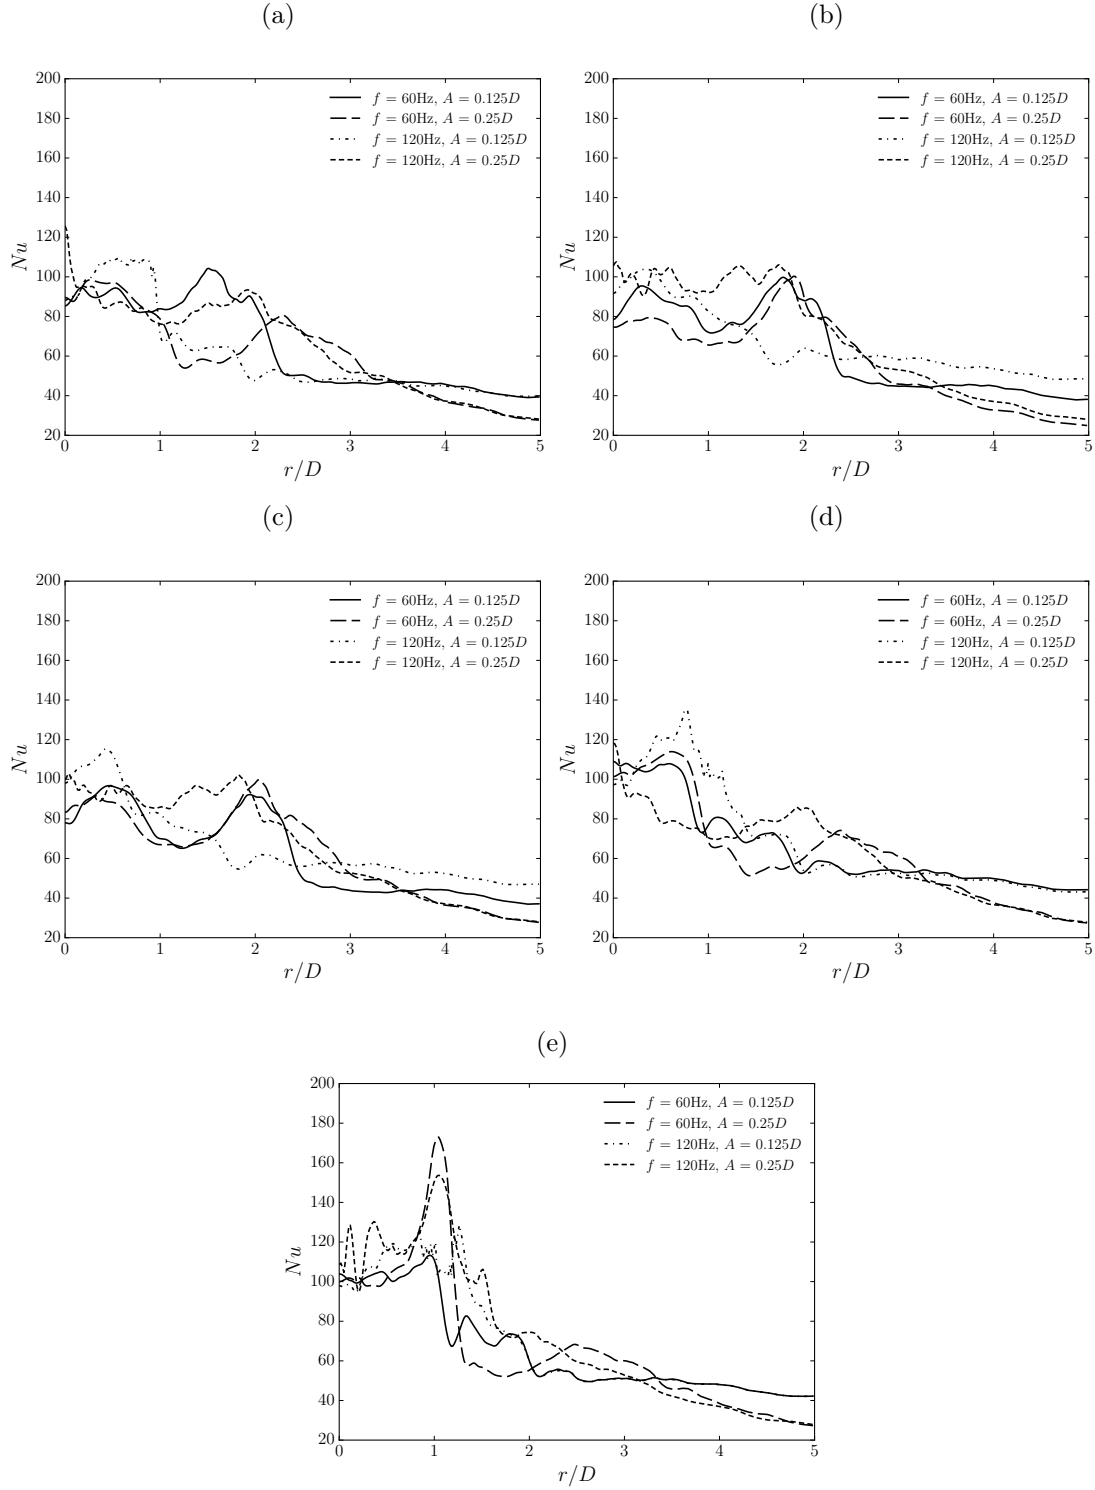 (a)
200
180
160
140
120
100
80
60
40
20
Nu
0 1 2 3 4 5
r/D
f = 60Hz, A = 0.125D
f = 60Hz, A = 0.25D
f = 120Hz, A = 0.125D
f = 120Hz, A = 0.25D
(b)
200
180
160
140
120
100
80
60
40
20
Nu
0 1 2 3 4 5
r/D
f = 60Hz, A = 0.125D
f = 60Hz, A = 0.25D
f = 120Hz, A = 0.125D
f = 120Hz, A = 0.25D
(c)
200
180
160
140
120
100
80
60
40
20
Nu
0 1 2 3 4 5
r/D
f = 60Hz, A = 0.125D
f = 60Hz, A = 0.25D
f = 120Hz, A = 0.125D
f = 120Hz, A = 0.25D
(d)
200
180
160
140
120
100
80
60
40
20
Nu
0 1 2 3 4 5
r/D
f = 60Hz, A = 0.125D
f = 60Hz, A = 0.25D
f = 120Hz, A = 0.125D
f = 120Hz, A = 0.25D
(e)
200
180
160
140
120
100
80
60
40
20
Nu
0 1 2 3 4 5
r/D
f = 60Hz, A = 0.125D
f = 60Hz, A = 0.25D
f = 120Hz, A = 0.125D
f = 120Hz, A = 0.25D